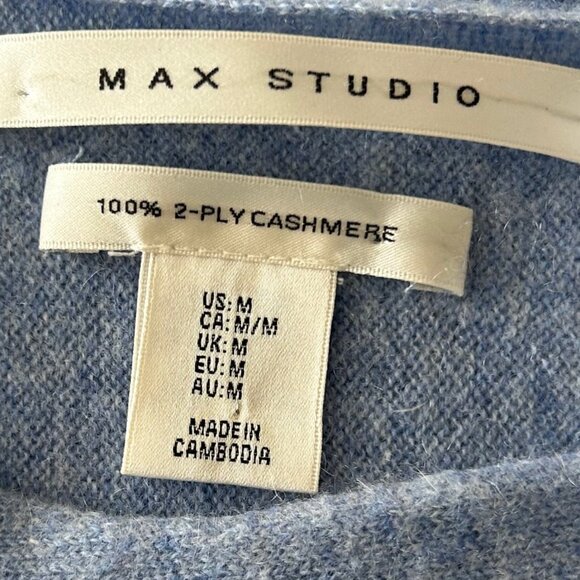 MAX STUDIO
100% 2-PLY CASHMERE
US: M
CA: M/M
UK: M
EU: M
AU: M
MADE IN
CAMBODIA